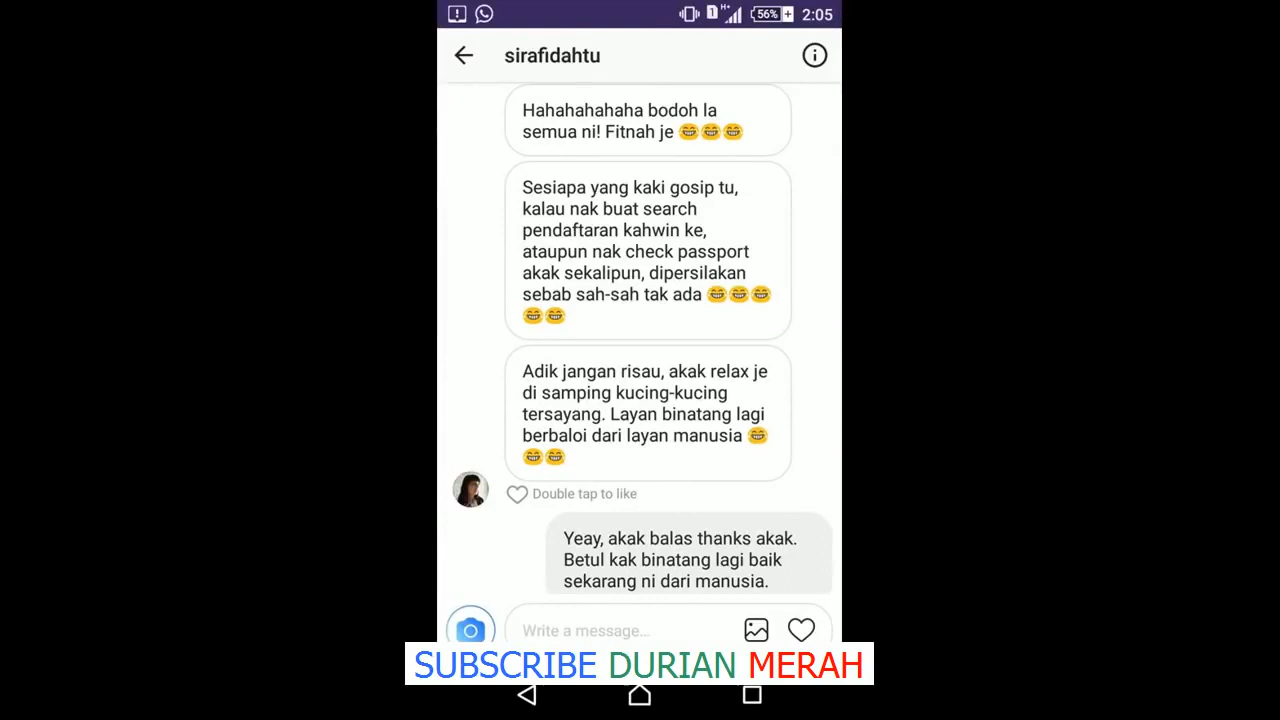 1 H+ 56% 2:05
sirafidahtu
Hahahahahaha bodoh la
semua ni! Fitnah je 😂😂😂
Sesiapa yang kaki gosip tu,
kalau nak buat search
pendaftaran kahwin ke,
ataupun nak check passport
akak sekalipun, dipersilakan
sebab sah-sah tak ada 😂😂😂
😂😂
Adik jangan risau, akak relax je
di samping kucing-kucing
tersayang. Layan binatang lagi
berbaloi dari layan manusia 😂
😂😂
Double tap to like
Yeay, akak balas thanks akak.
Betul kak binatang lagi baik
sekarang ni dari manusia.
Write a message...
SUBSCRIBE DURIAN MERAH